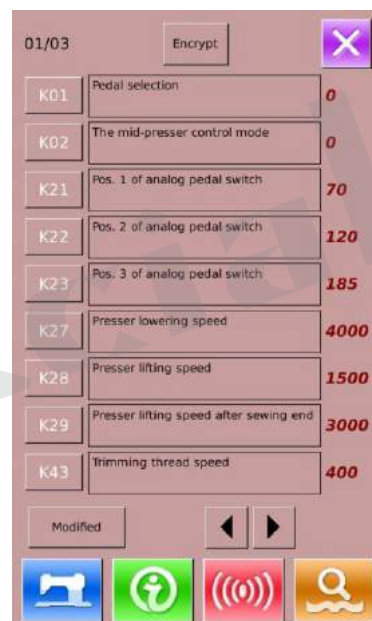 01/03 Encrypt
K01 Pedal selection 0
K02 The mid-presser control mode 0
K21 Pos. 1 of analog pedal switch 70
K22 Pos. 2 of analog pedal switch 120
K23 Pos. 3 of analog pedal switch 185
K27 Presser lowering speed 4000
K28 Presser lifting speed 1500
K29 Presser lifting speed after sewing end 3000
K43 Trimming thread speed 400
Modified